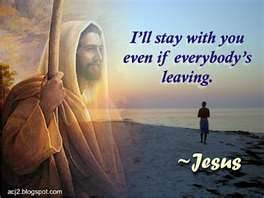 I'll stay with you
even if everybody's
leaving.
~Jesus
acj2.blogspot.com